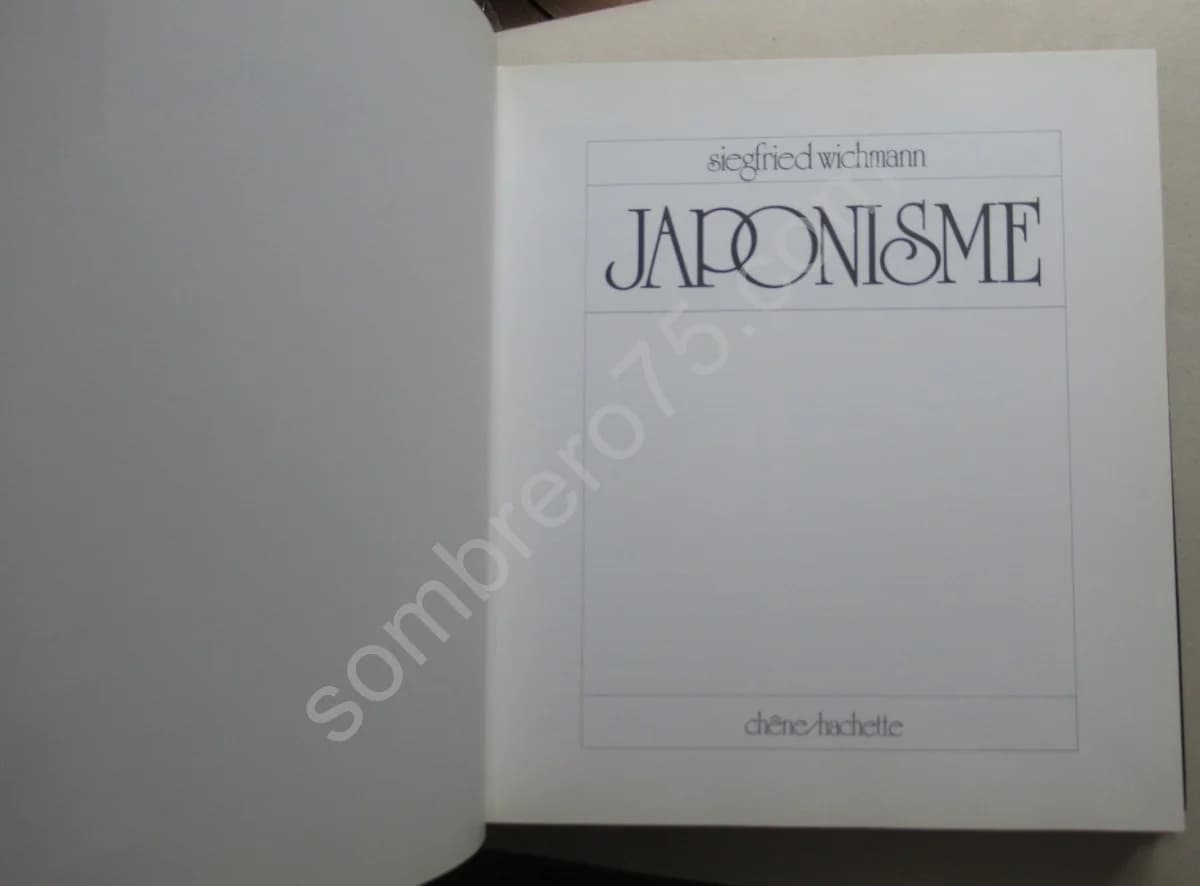 siegfried wichmann
JAPONISME
sombrero75.com
chêne/hachette